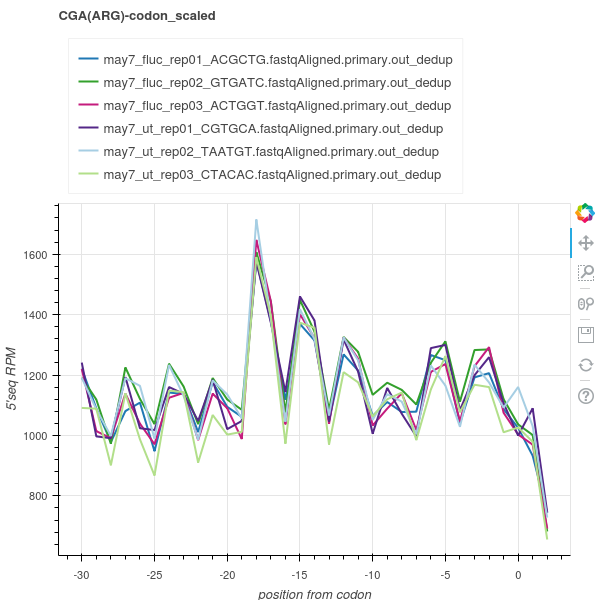 CGA(ARG)-codon_scaled
may7_fluc_rep01_ACGCTG.fastqAligned.primary.out_dedup
may7_fluc_rep02_GTGATC.fastqAligned.primary.out_dedup
may7_fluc_rep03_ACTGGT.fastqAligned.primary.out_dedup
may7_ut_rep01_CGTGCA.fastqAligned.primary.out_dedup
may7_ut_rep02_TAATGT.fastqAligned.primary.out_dedup
may7_ut_rep03_CTACAC.fastqAligned.primary.out_dedup
5'seq RPM
1600
1400
1200
1000
800
-30 -25 -20 -15 -10 -5 0
position from codon